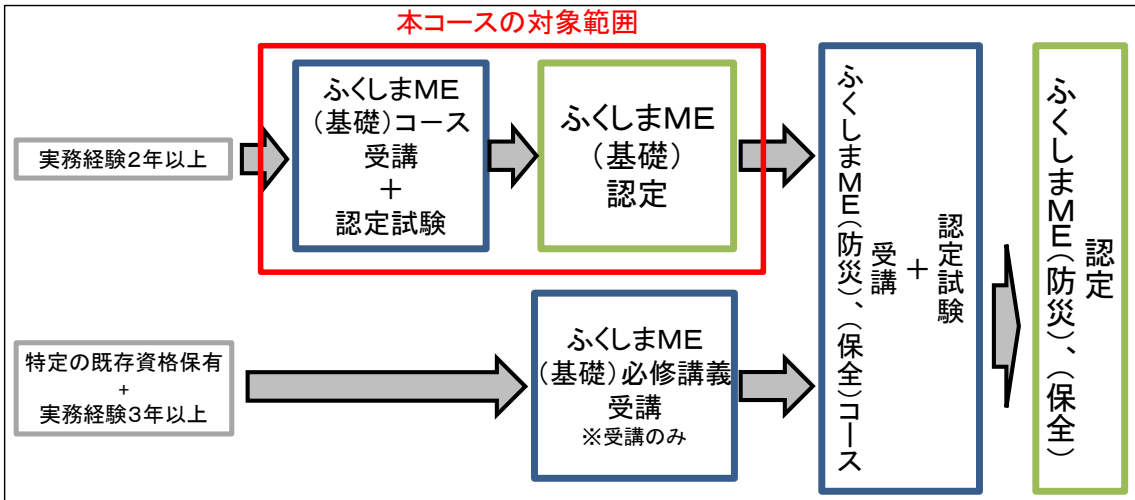 本コースの対象範囲
実務経験2年以上
ふくしまME
(基礎)コース
受講
＋
認定試験
ふくしまME
(基礎)
認定
特定の既存資格保有
+
実務経験3年以上
ふくしまME
(基礎)必修講義
受講
※受講のみ
ふくしまME(防災)、(保全)コース
受講
＋
認定試験
ふくしまME(防災)、(保全)
認定